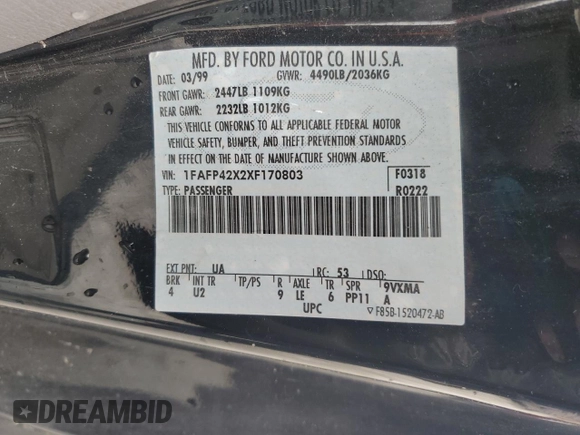 MFD. BY FORD MOTOR CO. IN U.S.A.
DATE: 03/99 GVWR: 4490LB/2036KG
FRONT GAWR: 2447LB 1109KG
REAR GAWR: 2232LB 1012KG
THIS VEHICLE CONFORMS TO ALL APPLICABLE FEDERAL MOTOR
VEHICLE SAFETY, BUMPER, AND THEFT PREVENTION STANDARDS
IN EFFECT ON THE DATE OF MANUFACTURE SHOWN ABOVE.
VIN: 1FAFP42X2XF170803 F0318
TYPE: PASSENGER R0222
EXT PNT: UA RC: 53 DSO:
BRK INT TR TP/PS R AXLE TR SPR 9VXMA
4 U2 9 LE 6 PP11 A
UPC
F85B-1520472-AB
DREAMBID